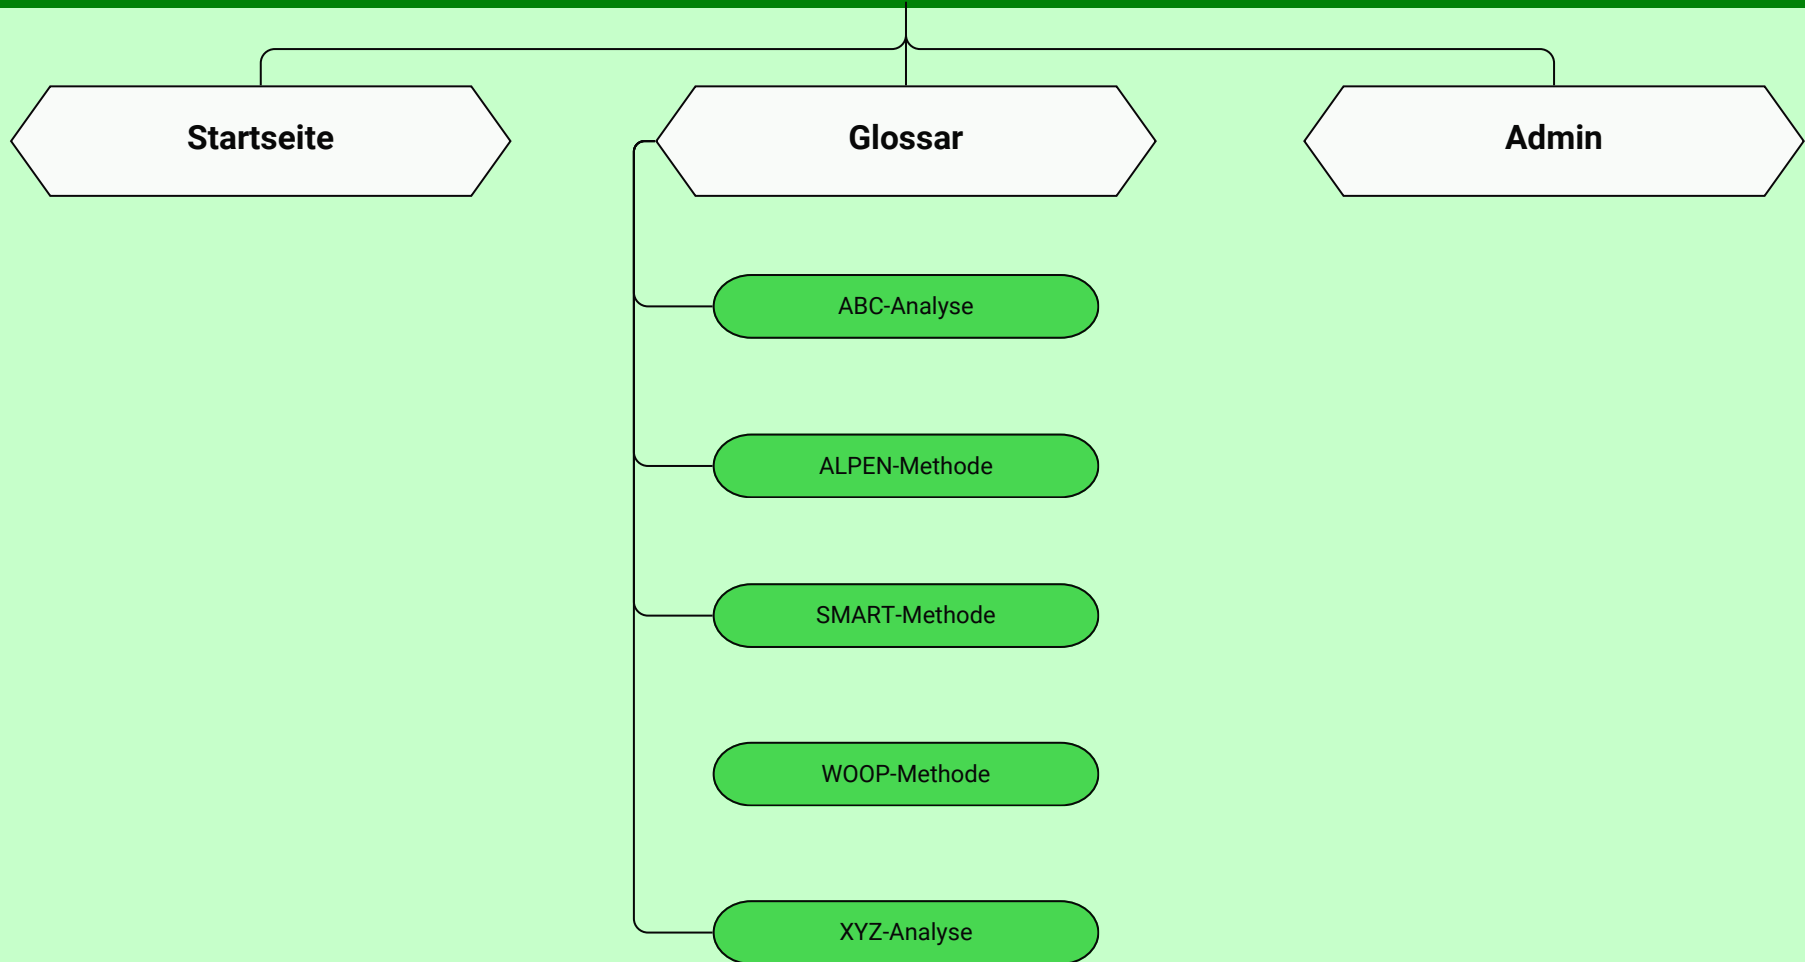 Startseite
Glossar
Admin
ABC-Analyse
ALPEN-Methode
SMART-Methode
WOOP-Methode
XYZ-Analyse